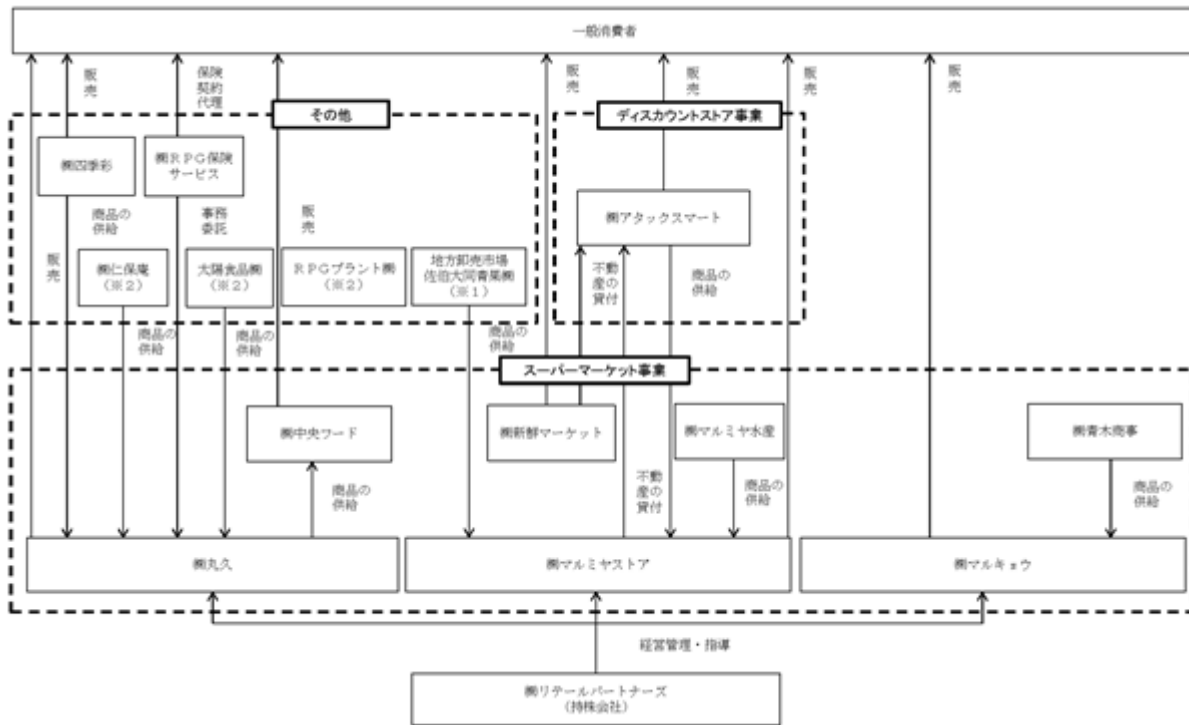 一般消費者
販売
保険契約代理
販売
販売
販売
販売
その他
ディスカウントストア事業
㈱四季彩
㈱ＲＰＧ保険
サービス
㈱アタックスマート
商品の
供給
事務
委託
販売
販売
㈱仁保庵
（※２）
大陽食品㈱
（※２）
ＲＰＧプラント㈱
（※２）
地方卸売市場
佐伯大同青果㈱
（※１）
不動
産の
貸付
商品の
供給
商品の
供給
商品の
供給
商品の
供給
スーパーマーケット事業
㈱中央フード
㈱新鮮マーケット
㈱マルミヤ水産
㈱青木商事
商品の
供給
不動
産の
貸付
商品の
供給
商品の
供給
㈱丸久
㈱マルミヤストア
㈱マルキョウ
経営管理・指導
㈱リテールパートナーズ
（持株会社）